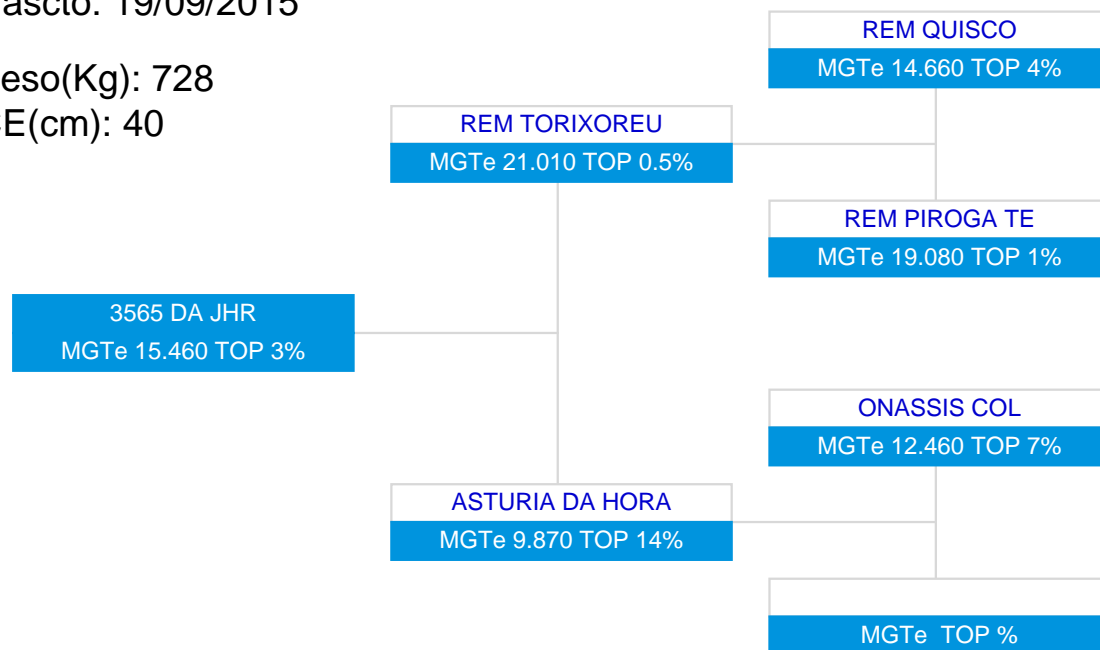 ascto: 19/09/2015
eso(Kg): 728
E(cm): 40
REM QUISCO
MGTe 14.660 TOP 4%
REM TORIXOREU
MGTe 21.010 TOP 0.5%
REM PIROGA TE
MGTe 19.080 TOP 1%
3565 DA JHR
MGTe 15.460 TOP 3%
ONASSIS COL
MGTe 12.460 TOP 7%
ASTURIA DA HORA
MGTe 9.870 TOP 14%
MGTe TOP %